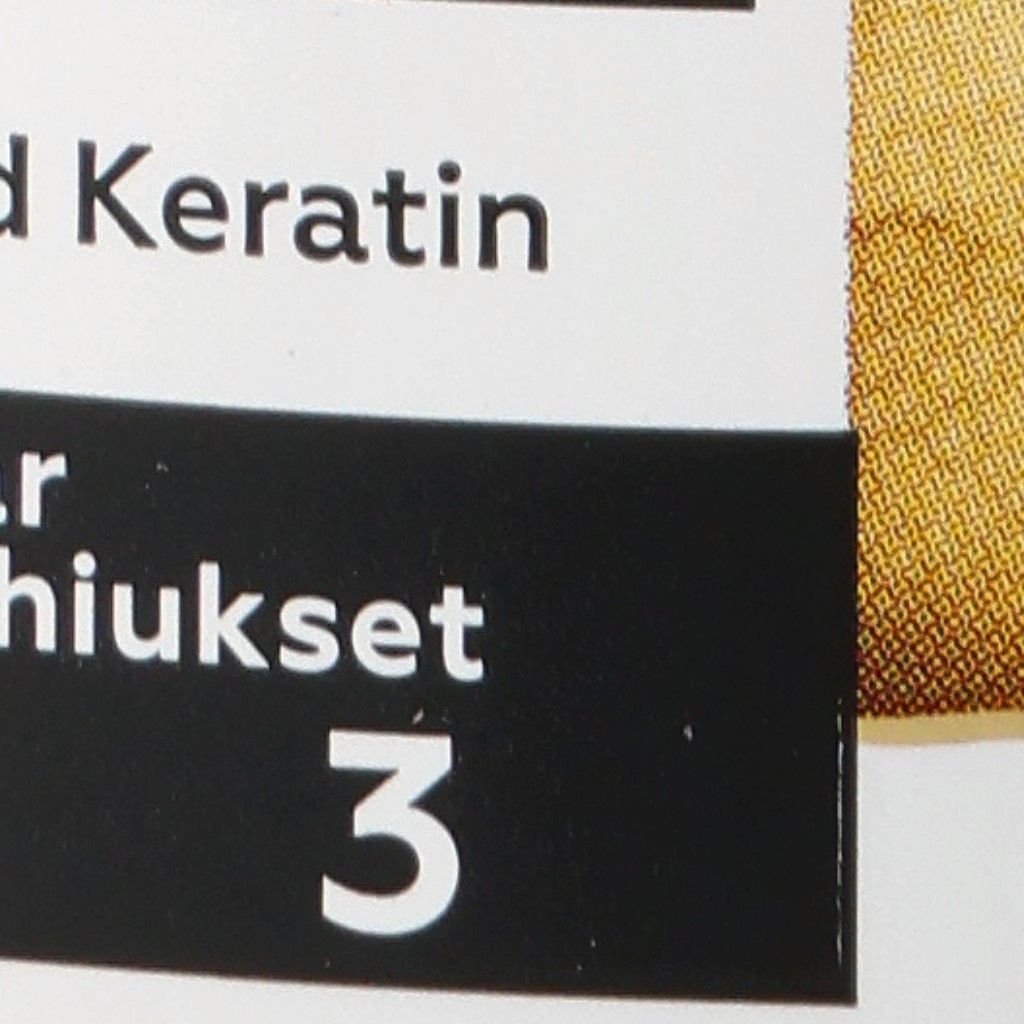 Keratin
hiukset
3